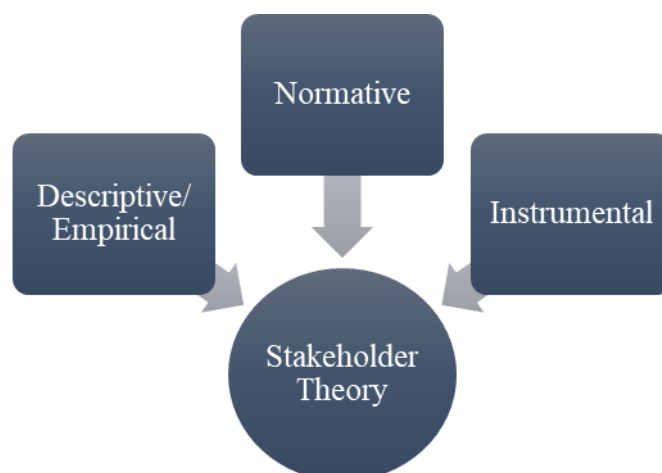 Normative
Descriptive/
Empirical
Instrumental
Stakeholder
Theory